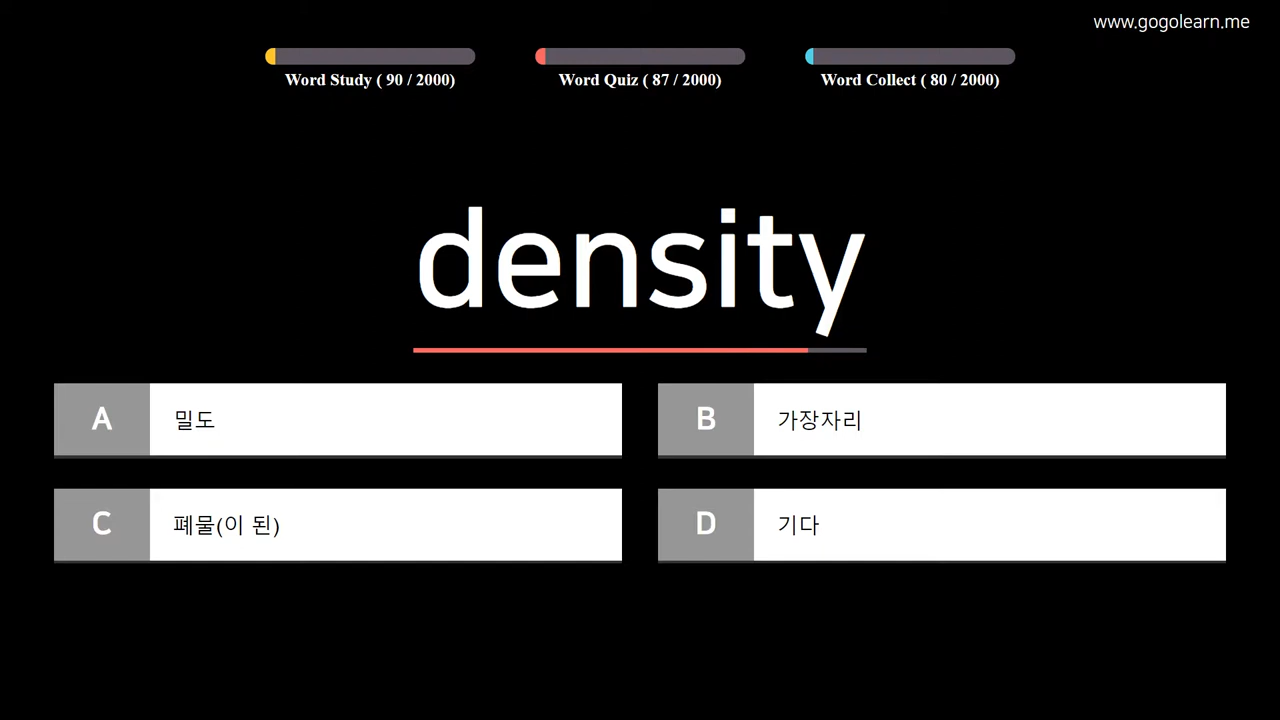 www.gogolearn.me
Word Study ( 90 / 2000)
Word Quiz ( 87 / 2000)
Word Collect ( 80 / 2000)
density
A 밀도
B 가장자리
C 폐물(이 된)
D 기다